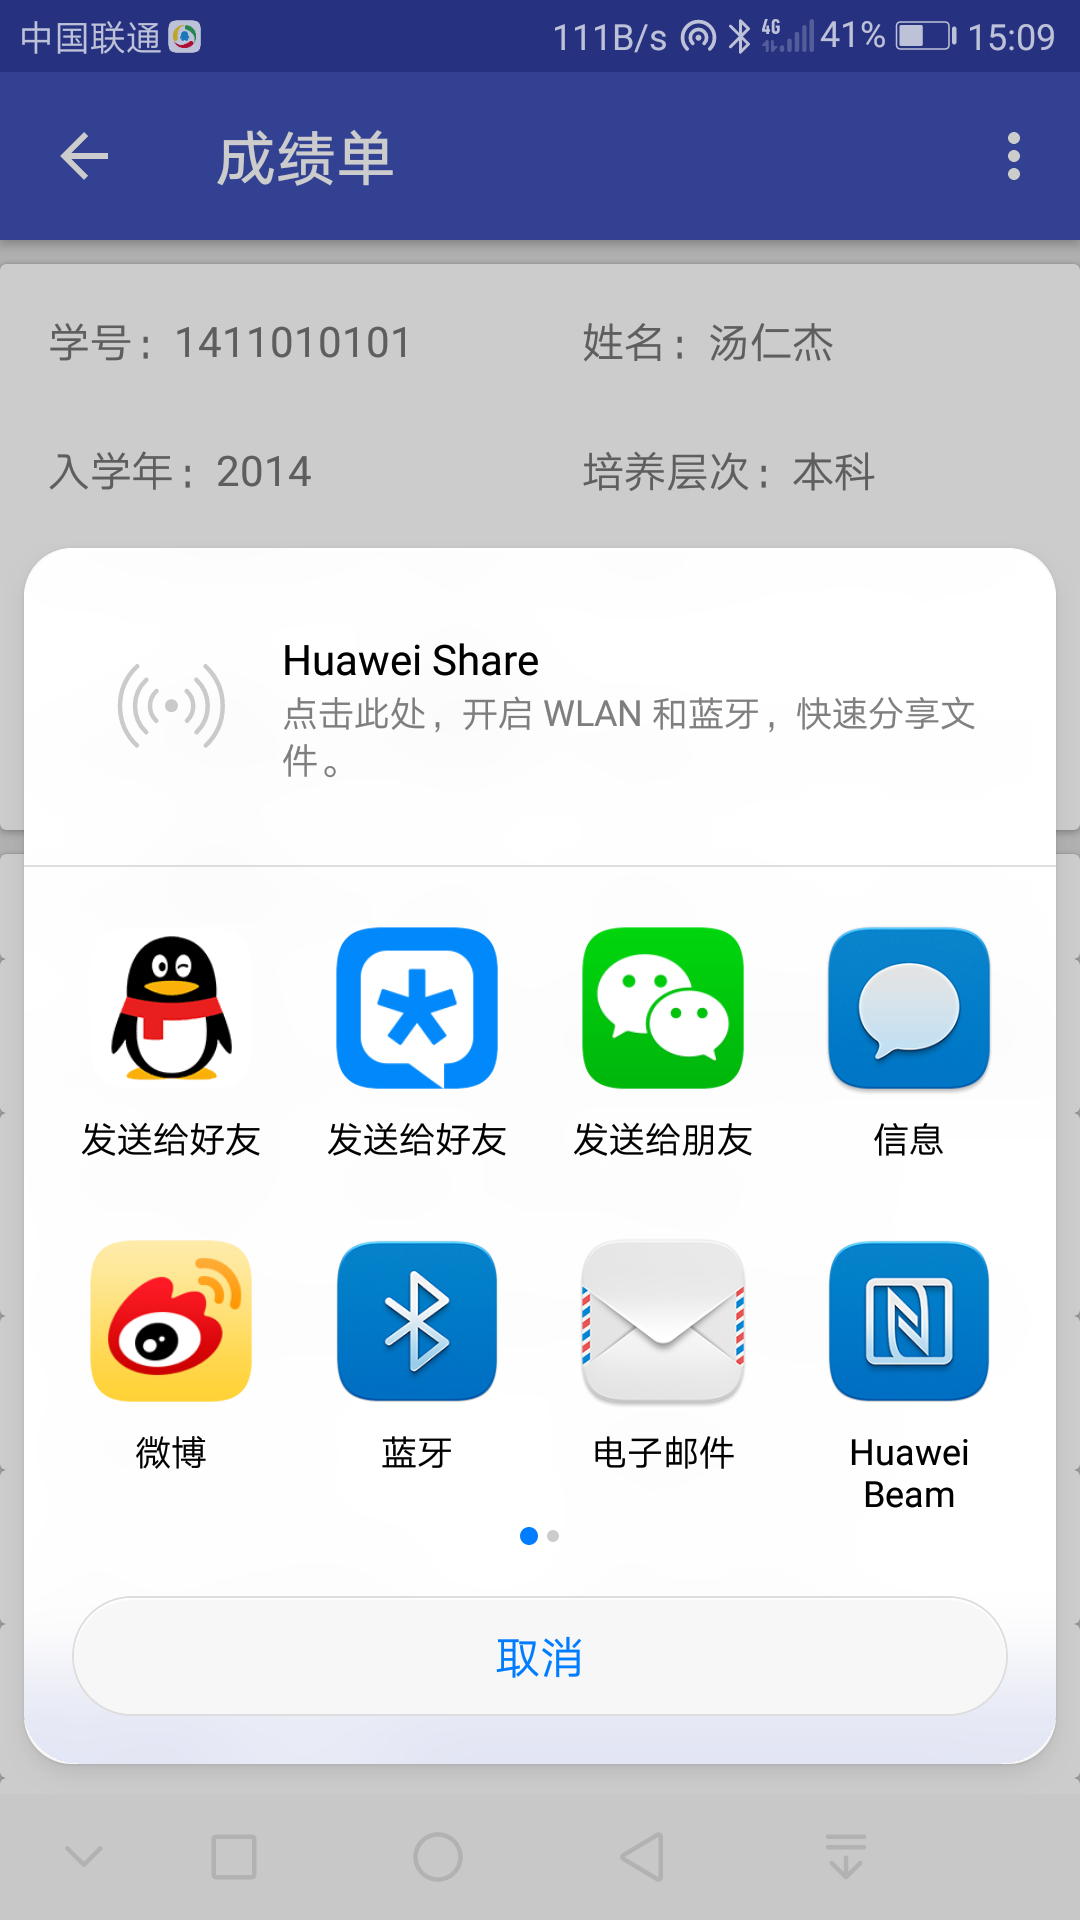 中国联通 111B/s 4G 41% 15:09
成绩单
学号：1411010101 姓名：汤仁杰
入学年：2014 培养层次：本科
Huawei Share
点击此处，开启 WLAN 和蓝牙，快速分享文
件。
发送给好友 发送给好友 发送给朋友 信息
微博 蓝牙 电子邮件 Huawei
Beam
取消